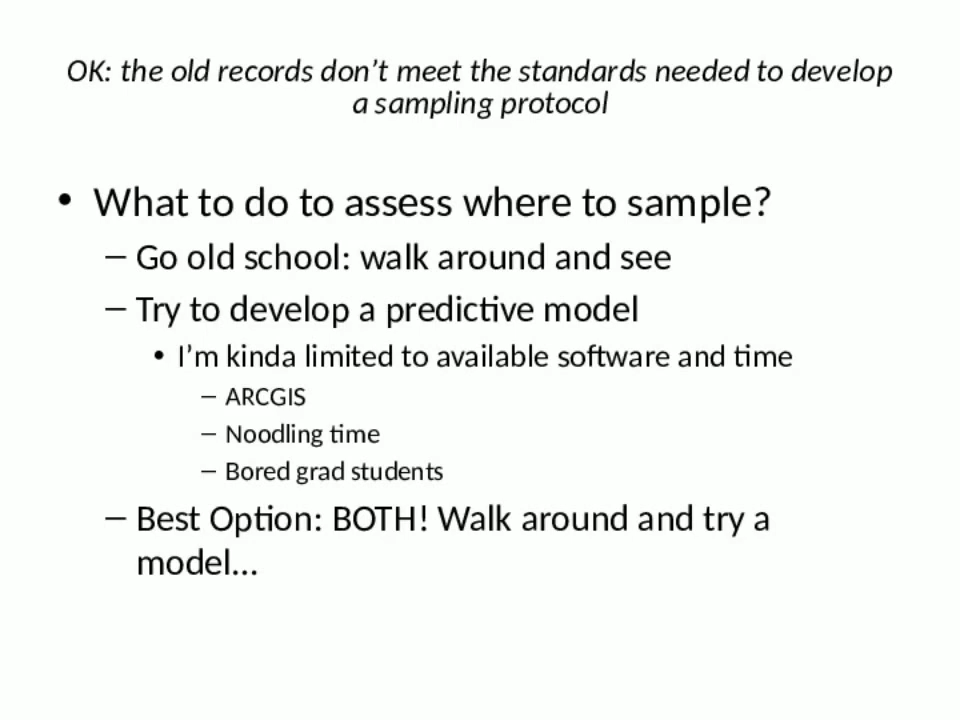 OK: the old records don’t meet the standards needed to develop
a sampling protocol
• What to do to assess where to sample?
– Go old school: walk around and see
– Try to develop a predictive model
• I’m kinda limited to available software and time
– ARCGIS
– Noodling time
– Bored grad students
– Best Option: BOTH! Walk around and try a
model…